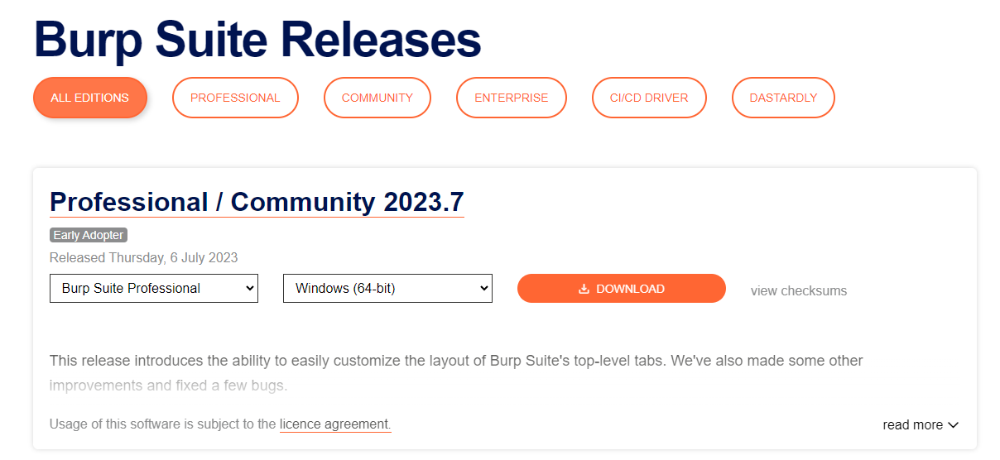 Burp Suite Releases
ALL EDITIONS
PROFESSIONAL
COMMUNITY
ENTERPRISE
CI/CD DRIVER
DASTARDLY
Professional / Community 2023.7
Early Adopter
Released Thursday, 6 July 2023
Burp Suite Professional
Windows (64-bit)
DOWNLOAD
view checksums
This release introduces the ability to easily customize the layout of Burp Suite's top-level tabs. We've also made some other
improvements and fixed a few bugs.
Usage of this software is subject to the licence agreement.
read more